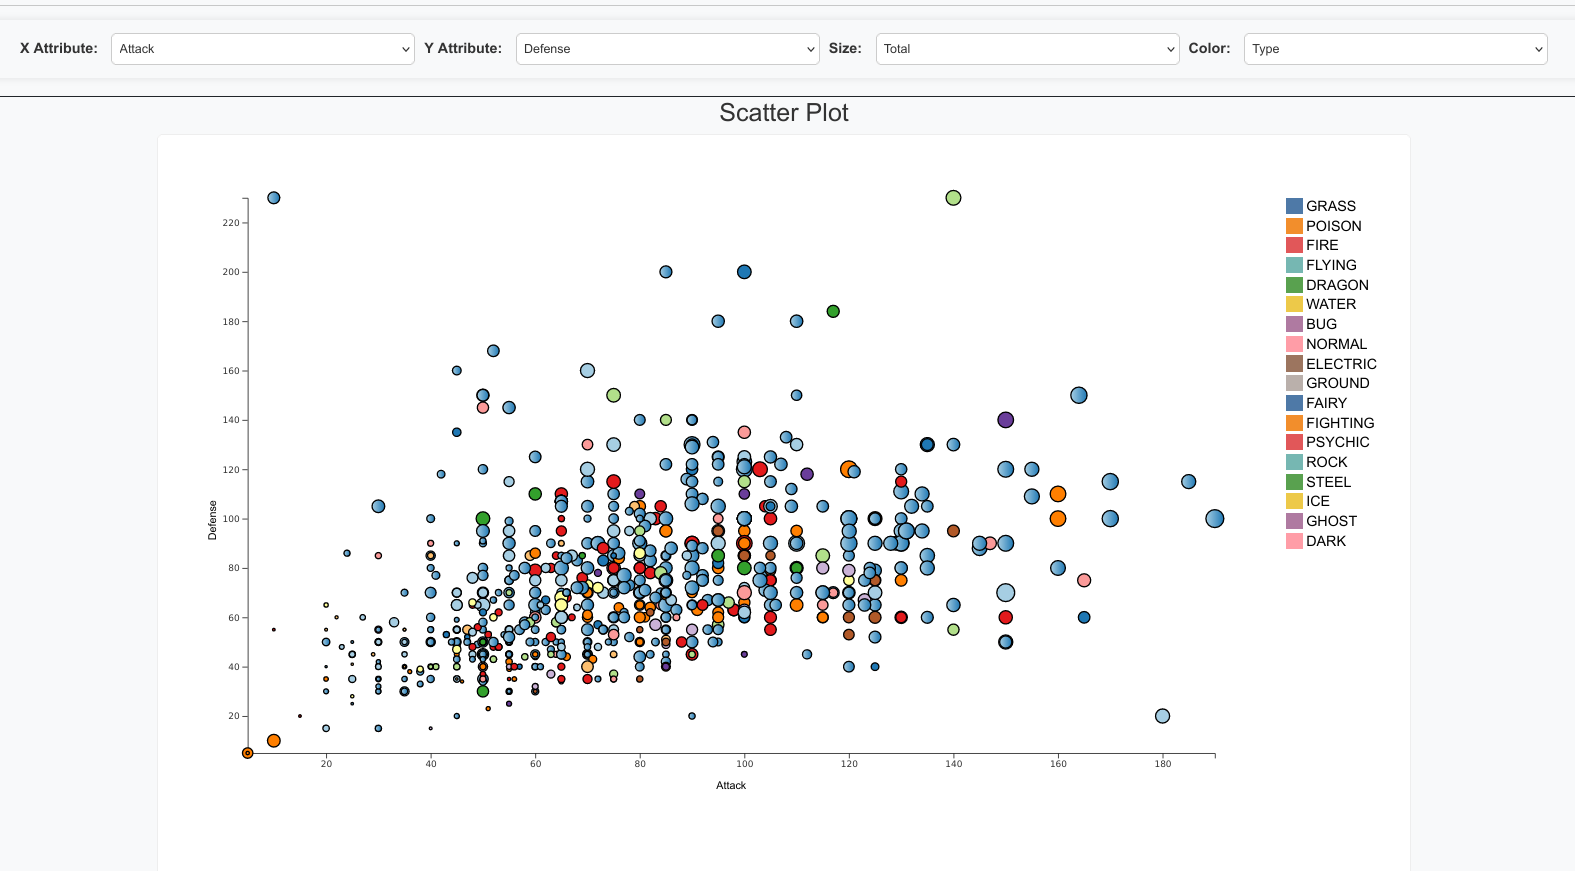 X Attribute: Attack Y Attribute: Defense Size: Total Color: Type
Scatter Plot
220
200
180
160
140
120
100
80
60
40
20
Defense
20 40 60 80 100 120 140 160 180
Attack
GRASS
POISON
FIRE
FLYING
DRAGON
WATER
BUG
NORMAL
ELECTRIC
GROUND
FAIRY
FIGHTING
PSYCHIC
ROCK
STEEL
ICE
GHOST
DARK